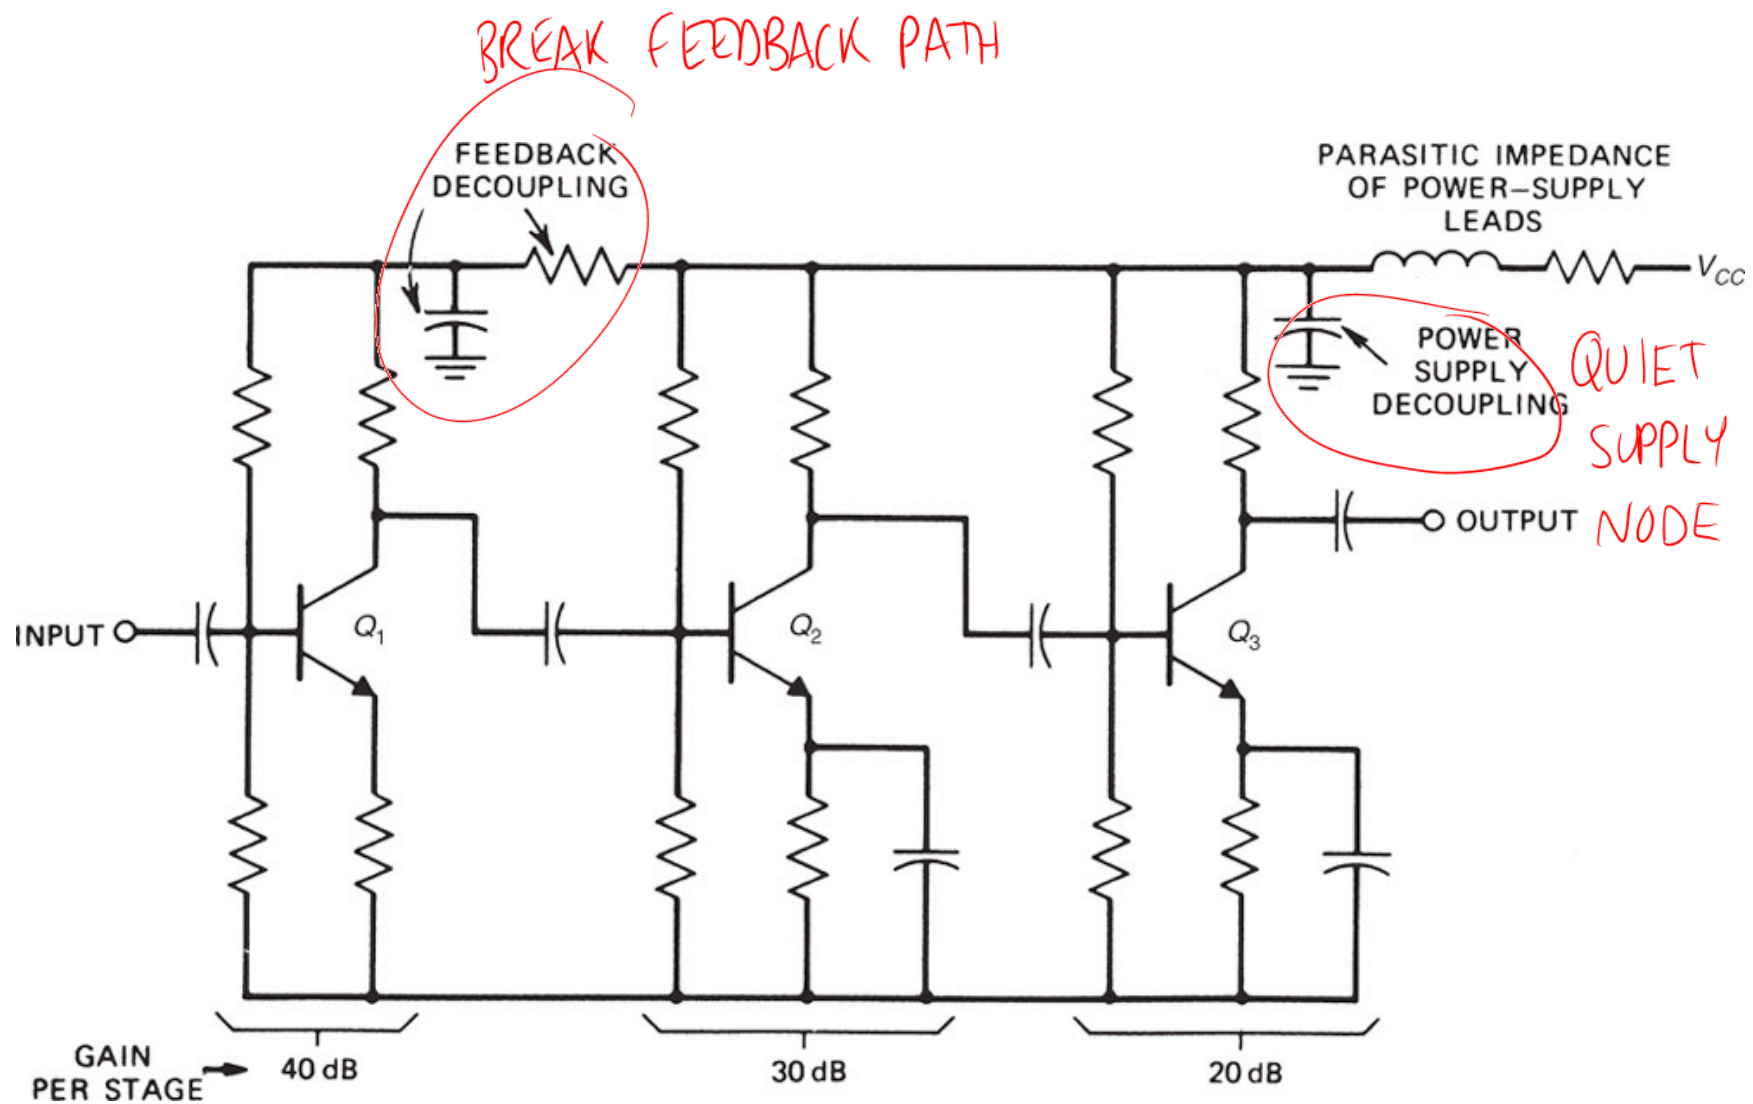 BREAK FEEDBACK PATH
FEEDBACK
DECOUPLING
PARASITIC IMPEDANCE
OF POWER–SUPPLY
LEADS
VCC
POWER
SUPPLY
DECOUPLING
QUIET
SUPPLY
NODE
OUTPUT
INPUT
Q1
Q2
Q3
GAIN
PER STAGE
40 dB
30 dB
20 dB